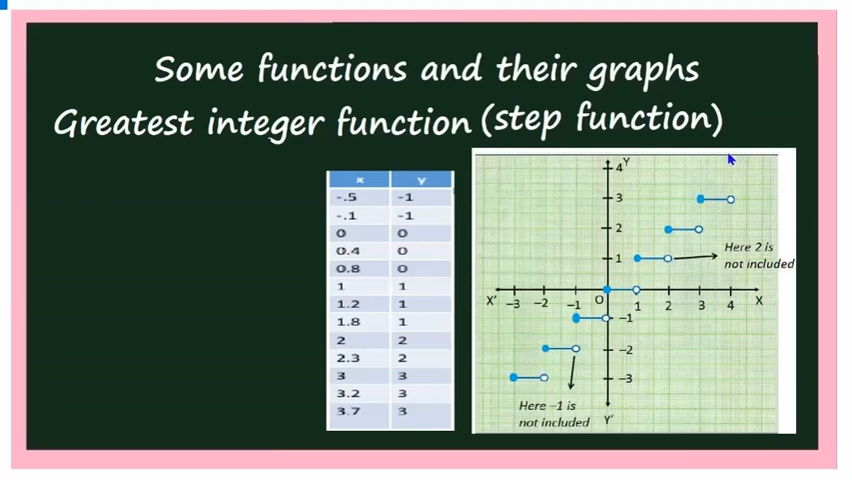 Some functions and their graphs
Greatest integer function (step function)
x y
-.5 -1
-.1 -1
0 0
0.4 0
0.8 0
1 1
1.2 1
1.8 1
2 2
2.3 2
3 3
3.2 3
3.7 3
Y
4
3
2
1
Here 2 is
not included
X' −3 −2 −1 O 1 2 3 4 X
−1
−2
−3
Here −1 is
not included
Y'